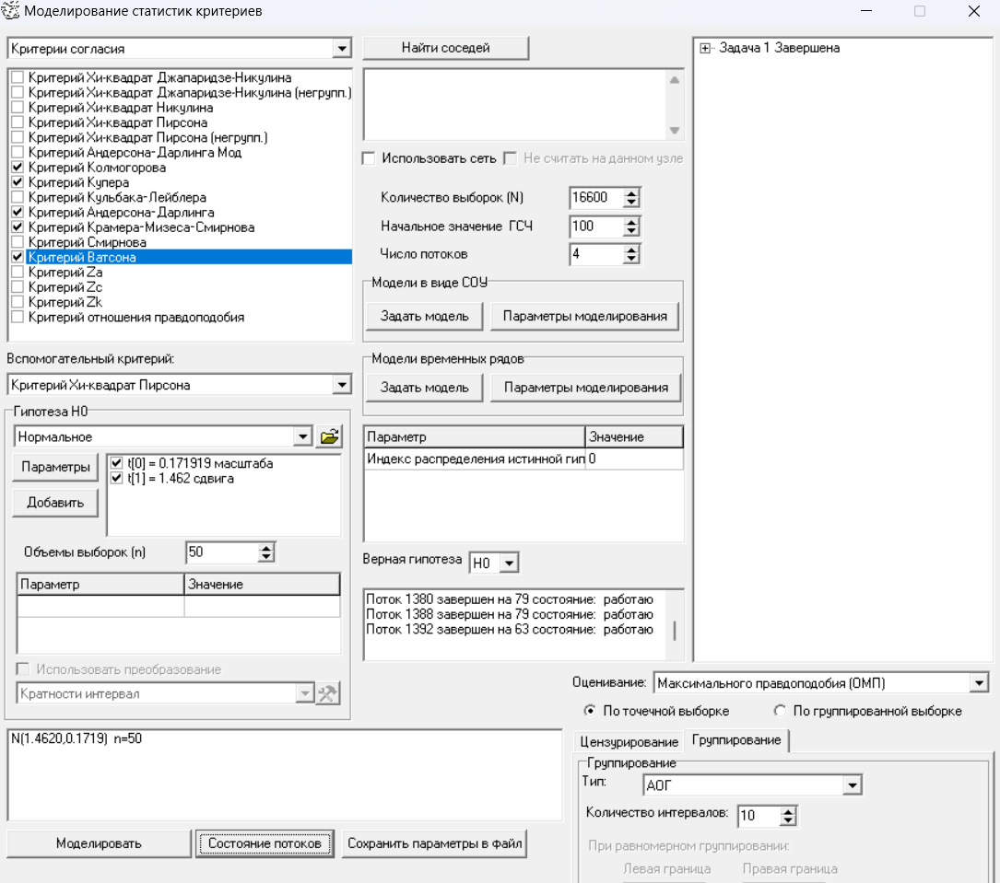 Моделирование статистик критериев
Критерии согласия
Критерий Хи-квадрат Джапаридзе-Никулина
Критерий Хи-квадрат Джапаридзе-Никулина (негрупп.)
Критерий Хи-квадрат Никулина
Критерий Хи-квадрат Пирсона
Критерий Хи-квадрат Пирсона (негрупп.)
Критерий Андерсона-Дарлинга Мод
Критерий Колмогорова
Критерий Купера
Критерий Кульбака-Лейблера
Критерий Андерсона-Дарлинга
Критерий Крамера-Мизеса-Смирнова
Критерий Смирнова
Критерий Ватсона
Критерий Za
Критерий Zc
Критерий Zk
Критерий отношения правдоподобия
Вспомогательный критерий:
Критерий Хи-квадрат Пирсона
Гипотеза H0
Нормальное
Параметры
t[0] = 0.171919 масштаба
t[1] = 1.462 сдвига
Добавить
Объемы выборок (n)
50
Параметр
Значение
Использовать преобразование
Кратности интервал
N(1.4620,0.1719) n=50
Моделировать
Состояние потоков
Сохранить параметры в файл
Найти соседей
Использовать сеть
Не считать на данном узле
Количество выборок (N)
16600
Начальное значение ГСЧ
100
Число потоков
4
Модели в виде СОУ
Задать модель
Параметры моделирования
Модели временных рядов
Задать модель
Параметры моделирования
Параметр
Значение
Индекс распределения истинной гип
0
Верная гипотеза
H0
Поток 1380 завершен на 79 состояние: работаю
Поток 1388 завершен на 79 состояние: работаю
Поток 1392 завершен на 63 состояние: работаю
Задача 1 Завершена
Оценивание:
Максимального правдоподобия (ОМП)
По точечной выборке
По группированной выборке
Цензурирование
Группирование
Группирование
Тип:
АОГ
Количество интервалов:
10
При равномерном группировании:
Левая граница
Правая граница